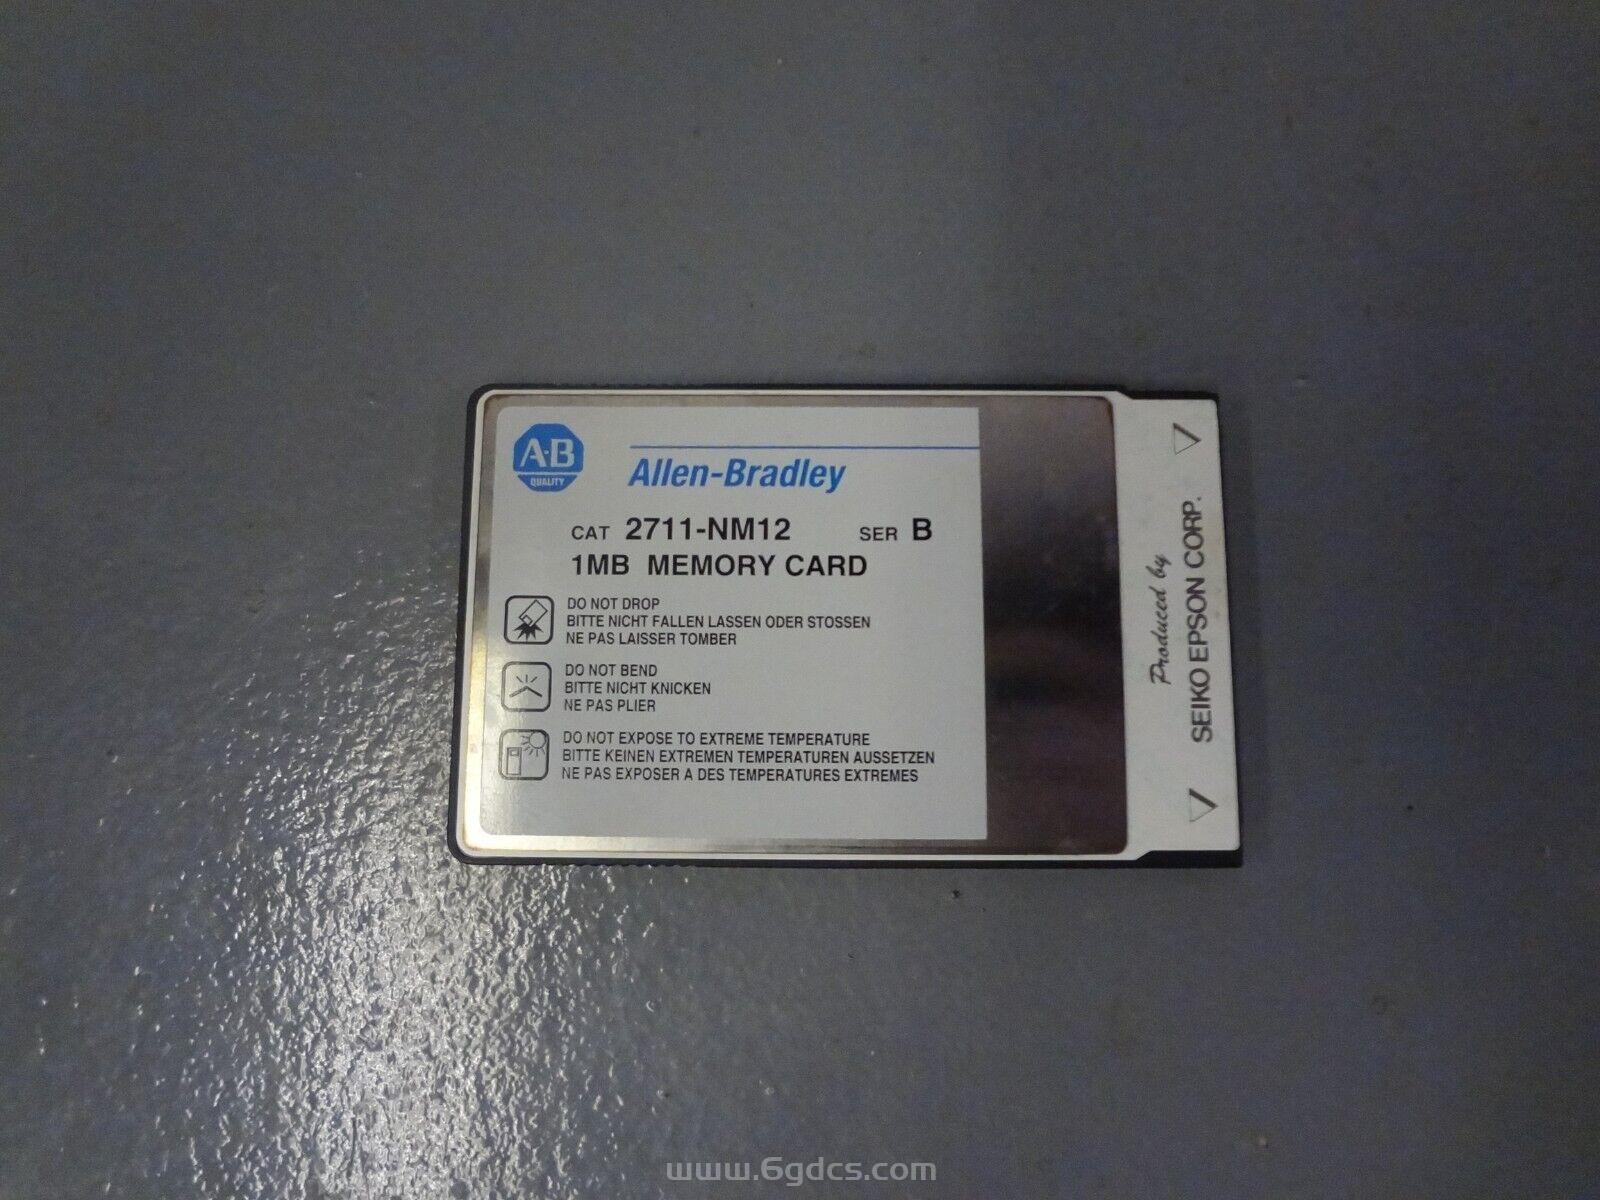 A·B
QUALITY
Allen-Bradley
CAT 2711-NM12 SER B
1MB MEMORY CARD
DO NOT DROP
BITTE NICHT FALLEN LASSEN ODER STOSSEN
NE PAS LAISSER TOMBER
DO NOT BEND
BITTE NICHT KNICKEN
NE PAS PLIER
DO NOT EXPOSE TO EXTREME TEMPERATURE
BITTE KEINEN EXTREMEN TEMPERATUREN AUSSETZEN
NE PAS EXPOSER A DES TEMPERATURES EXTREMES
Produced by
SEIKO EPSON CORP.
www.6gdcs.com